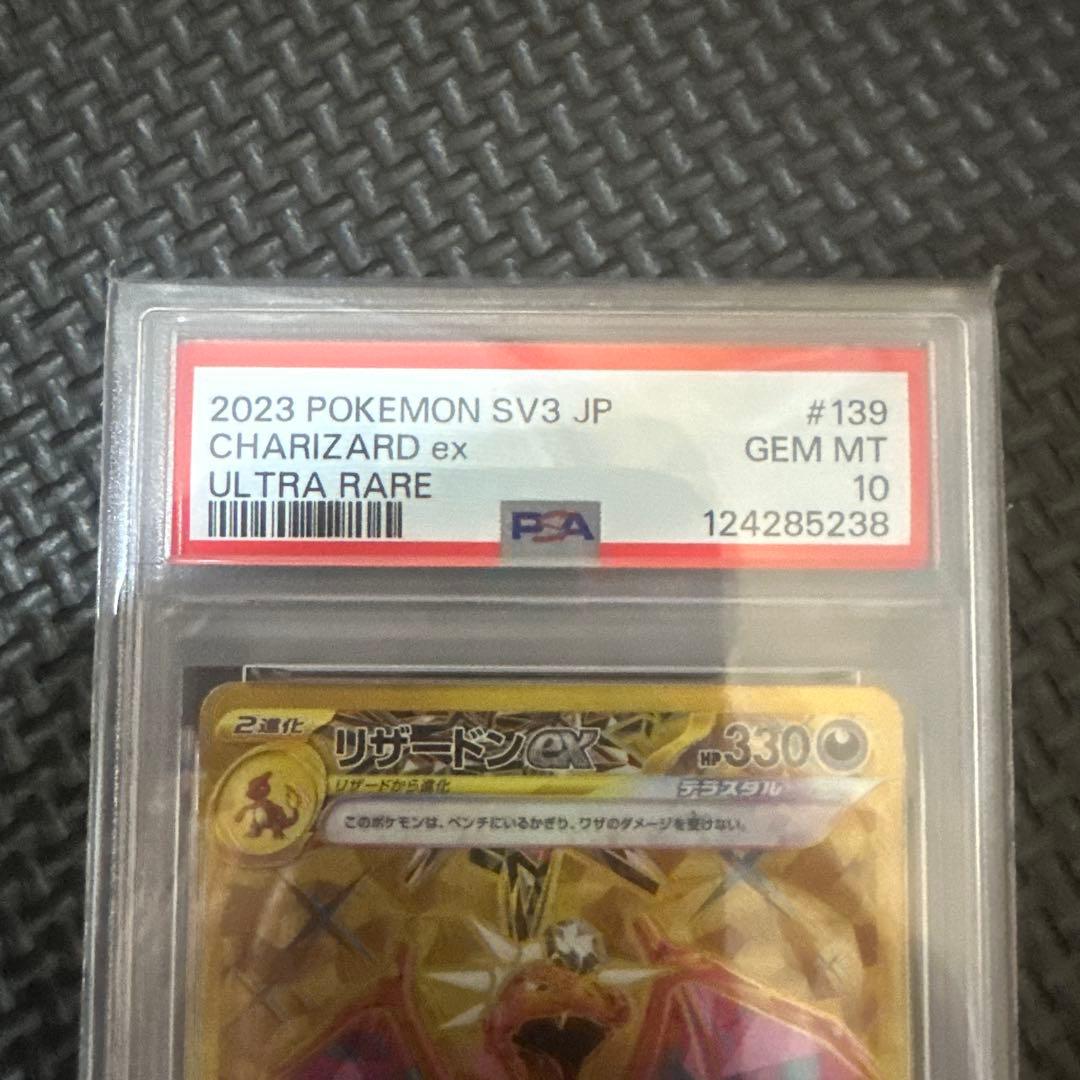 2023 POKEMON SV3 JP #139
CHARIZARD ex GEM MT
ULTRA RARE 10
PSA 124285238
2進化 リザードンex HP 330
リザードから進化 テラスタル
このポケモンは、ベンチにいるかぎり、ワザのダメージを受けない。